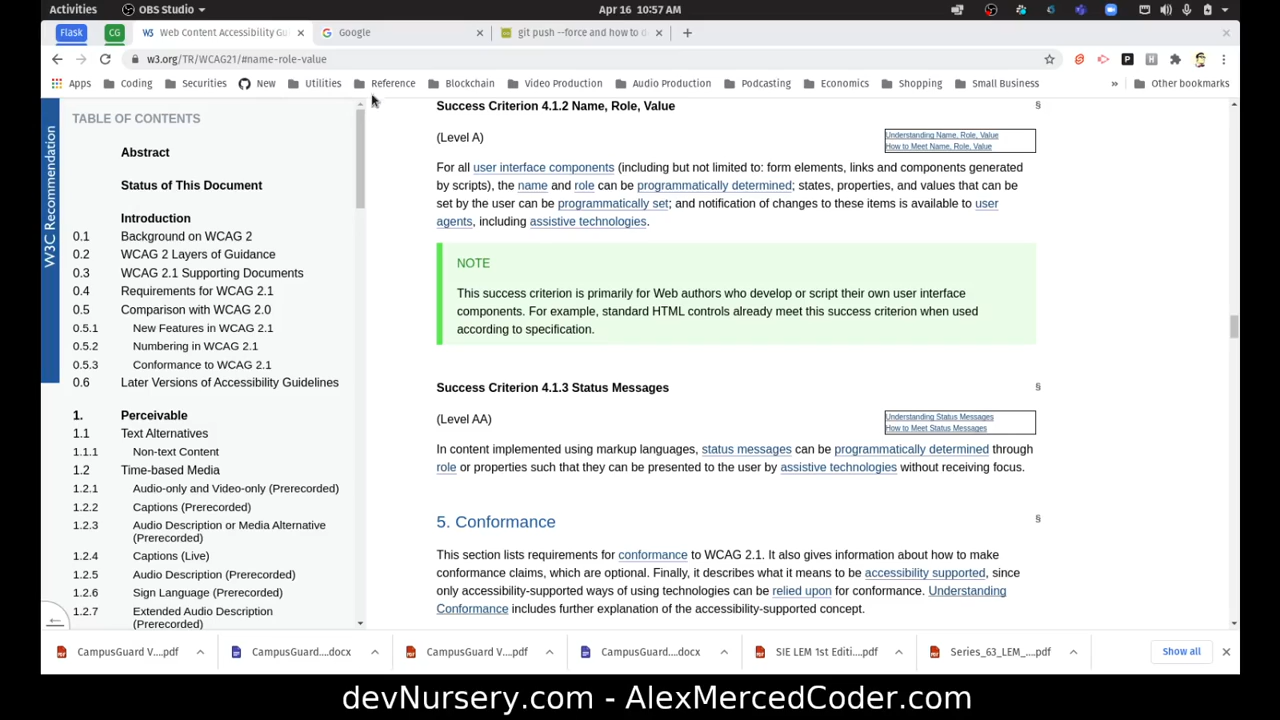 Activities OBS Studio Apr 16 10:57 AM
Flask CG Web Content Accessibility Gu Google git push --force and how to d
w3.org/TR/WCAG21/#name-role-value
Apps Coding Securities New Utilities Reference Blockchain Video Production Audio Production Podcasting Economics Shopping Small Business » Other bookmarks
W3C Recommendation
TABLE OF CONTENTS
Abstract
Status of This Document
Introduction
0.1 Background on WCAG 2
0.2 WCAG 2 Layers of Guidance
0.3 WCAG 2.1 Supporting Documents
0.4 Requirements for WCAG 2.1
0.5 Comparison with WCAG 2.0
0.5.1 New Features in WCAG 2.1
0.5.2 Numbering in WCAG 2.1
0.5.3 Conformance to WCAG 2.1
0.6 Later Versions of Accessibility Guidelines
1. Perceivable
1.1 Text Alternatives
1.1.1 Non-text Content
1.2 Time-based Media
1.2.1 Audio-only and Video-only (Prerecorded)
1.2.2 Captions (Prerecorded)
1.2.3 Audio Description or Media Alternative
(Prerecorded)
1.2.4 Captions (Live)
1.2.5 Audio Description (Prerecorded)
1.2.6 Sign Language (Prerecorded)
1.2.7 Extended Audio Description
(Prerecorded)
Success Criterion 4.1.2 Name, Role, Value §
(Level A)
Understanding Name, Role, Value
How to Meet Name, Role, Value
For all user interface components (including but not limited to: form elements, links and components generated
by scripts), the name and role can be programmatically determined; states, properties, and values that can be
set by the user can be programmatically set; and notification of changes to these items is available to user
agents, including assistive technologies.
NOTE
This success criterion is primarily for Web authors who develop or script their own user interface
components. For example, standard HTML controls already meet this success criterion when used
according to specification.
Success Criterion 4.1.3 Status Messages §
(Level AA)
Understanding Status Messages
How to Meet Status Messages
In content implemented using markup languages, status messages can be programmatically determined through
role or properties such that they can be presented to the user by assistive technologies without receiving focus.
5. Conformance §
This section lists requirements for conformance to WCAG 2.1. It also gives information about how to make
conformance claims, which are optional. Finally, it describes what it means to be accessibility supported, since
only accessibility-supported ways of using technologies can be relied upon for conformance. Understanding
Conformance includes further explanation of the accessibility-supported concept.
CampusGuard V....pdf CampusGuard....docx CampusGuard V....pdf CampusGuard....docx SIE LEM 1st Editi....pdf Series_63_LEM_....pdf Show all
devNursery.com - AlexMercedCoder.com